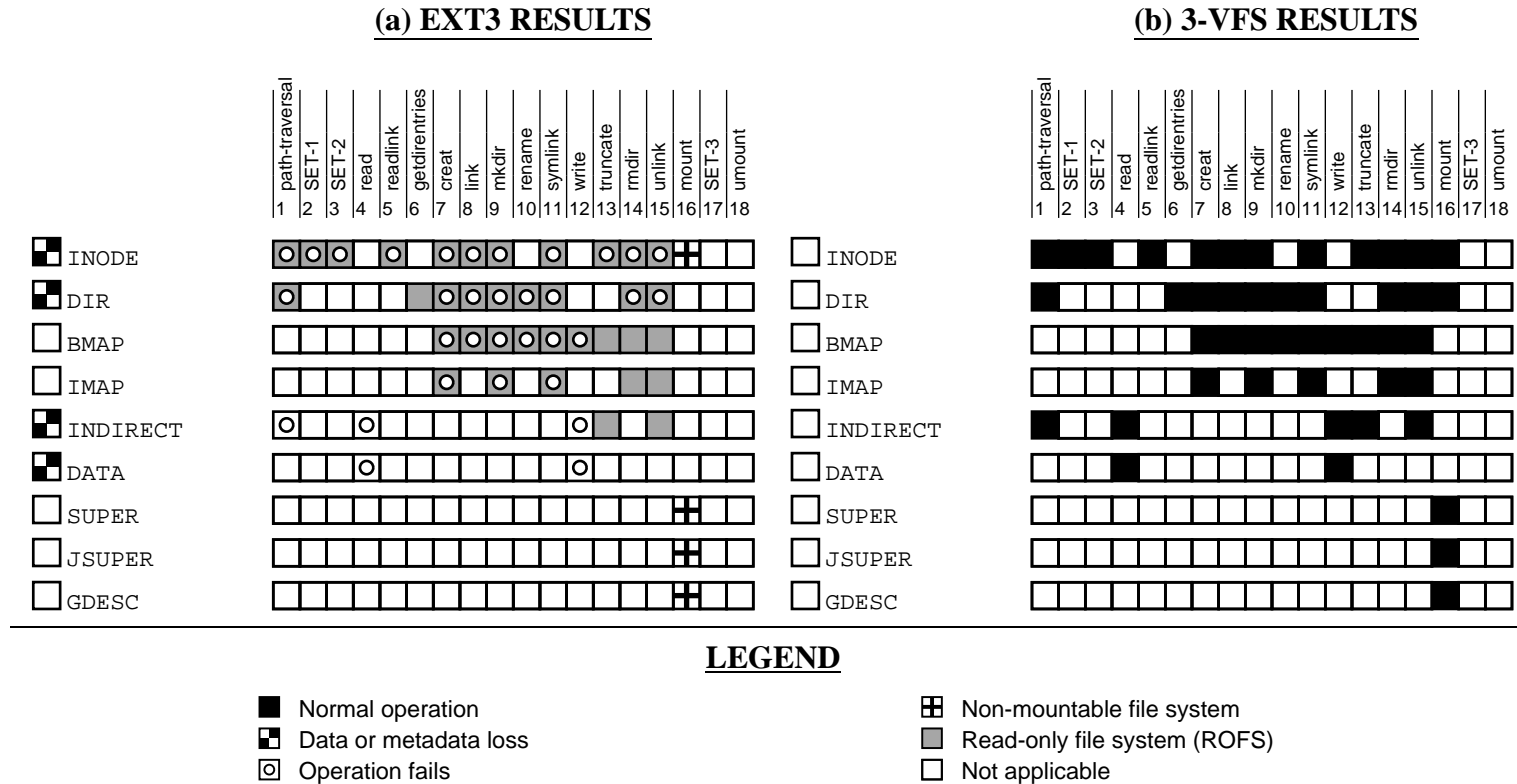 (a) EXT3 RESULTS
(b) 3-VFS RESULTS
path-traversal
SET-1
SET-2
read
readlink
getdirentries
creat
link
mkdir
rename
symlink
write
truncate
rmdir
unlink
mount
SET-3
umount
1 2 3 4 5 6 7 8 9 10 11 12 13 14 15 16 17 18
path-traversal
SET-1
SET-2
read
readlink
getdirentries
creat
link
mkdir
rename
symlink
write
truncate
rmdir
unlink
mount
SET-3
umount
1 2 3 4 5 6 7 8 9 10 11 12 13 14 15 16 17 18
INODE
DIR
BMAP
IMAP
INDIRECT
DATA
SUPER
JSUPER
GDESC
INODE
DIR
BMAP
IMAP
INDIRECT
DATA
SUPER
JSUPER
GDESC
LEGEND
Normal operation
Data or metadata loss
Operation fails
Non-mountable file system
Read-only file system (ROFS)
Not applicable